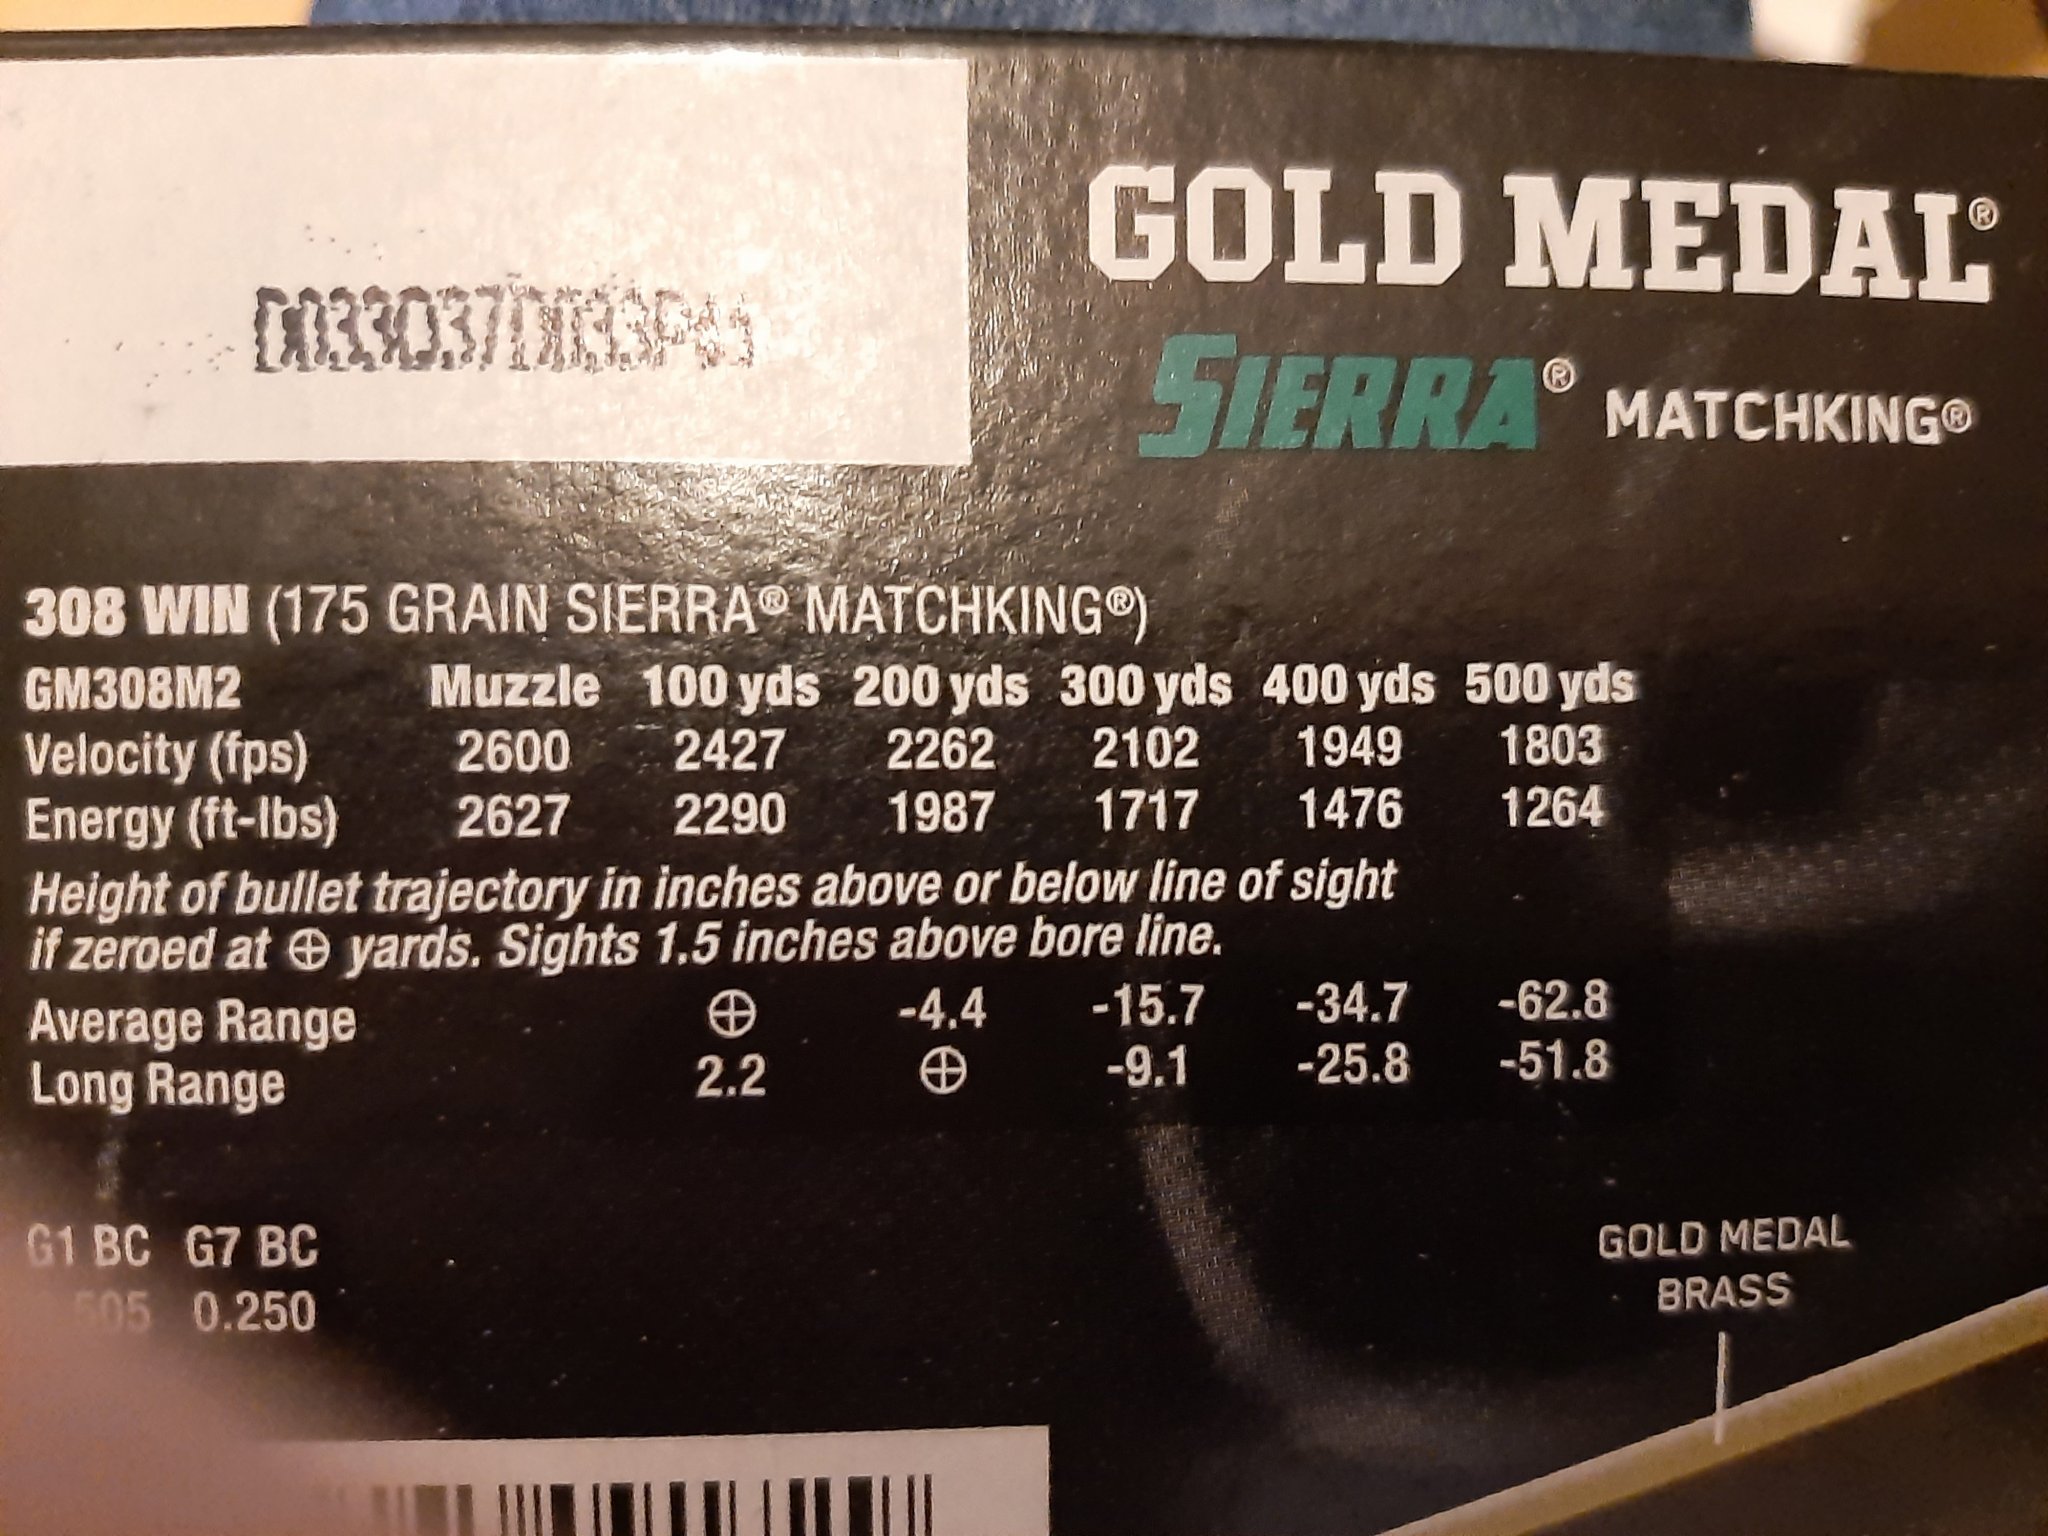 GOLD MEDAL®
SIERRA® MATCHKING®
308 WIN (175 GRAIN SIERRA® MATCHKING®)
GM308M2 Muzzle 100 yds 200 yds 300 yds 400 yds 500 yds
Velocity (fps) 2600 2427 2262 2102 1949 1803
Energy (ft-lbs) 2627 2290 1987 1717 1476 1264
Height of bullet trajectory in inches above or below line of sight
if zeroed at ⊕ yards. Sights 1.5 inches above bore line.
Average Range ⊕ -4.4 -15.7 -34.7 -62.8
Long Range 2.2 ⊕ -9.1 -25.8 -51.8
G1 BC G7 BC
505 0.250
GOLD MEDAL
BRASS